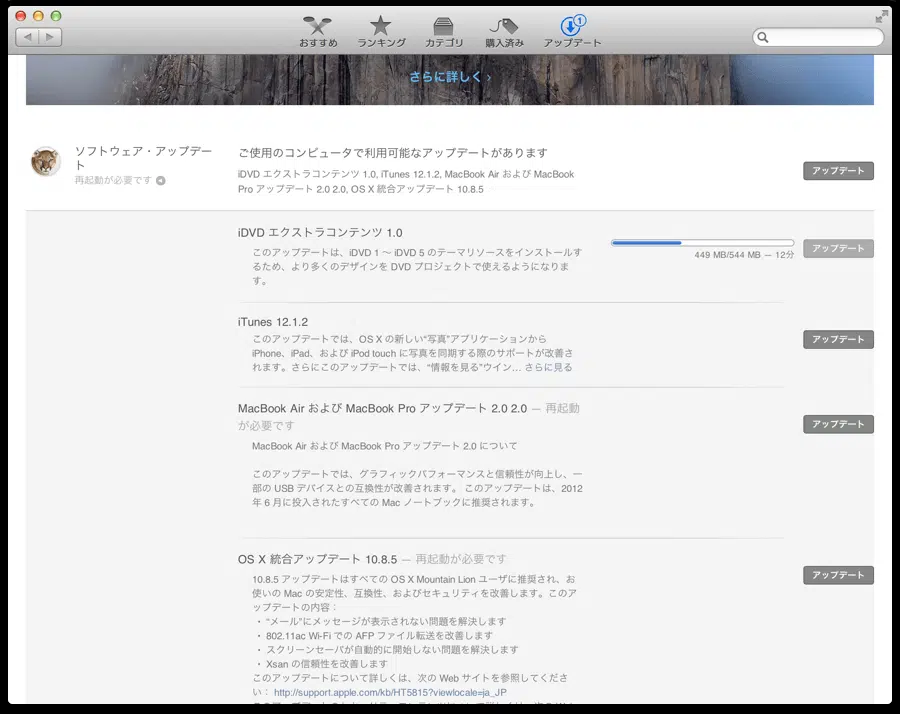 おすすめ
ランキング
カテゴリ
購入済み
アップデート
1
さらに詳しく ›
ソフトウェア・アップデー
ト
再起動が必要です
ご使用のコンピュータで利用可能なアップデートがあります
iDVD エクストラコンテンツ 1.0, iTunes 12.1.2, MacBook Air および MacBook
Pro アップデート 2.0 2.0, OS X 統合アップデート 10.8.5
アップデート
iDVD エクストラコンテンツ 1.0
このアップデートは、iDVD 1 〜 iDVD 5 のテーマリソースをインストールす
るため、より多くのデザインを DVD プロジェクトで使えるようになりま
す。
449 MB/544 MB — 12分
アップデート
iTunes 12.1.2
このアップデートでは、OS X の新しい“写真”アプリケーションから
iPhone、iPad、および iPod touch に写真を同期する際のサポートが改善さ
れます。さらにこのアップデートでは、“情報を見る”ウイン… さらに見る
アップデート
MacBook Air および MacBook Pro アップデート 2.0 2.0 — 再起動
が必要です
MacBook Air および MacBook Pro アップデート 2.0 について
このアップデートでは、グラフィックパフォーマンスと信頼性が向上し、一
部の USB デバイスとの互換性が改善されます。 このアップデートは、2012
年 6 月に投入されたすべての Mac ノートブックに推奨されます。
アップデート
OS X 統合アップデート 10.8.5 — 再起動が必要です
10.8.5 アップデートはすべての OS X Mountain Lion ユーザに推奨され、お
使いの Mac の安定性、互換性、およびセキュリティを改善します。このア
ップデートの内容：
・“メール”にメッセージが表示されない問題を解決します
・ 802.11ac Wi-Fi での AFP ファイル転送を改善します
・ スクリーンセーバが自動的に開始しない問題を解決します
・ Xsan の信頼性を改善します
このアップデートについて詳しくは、次の Web サイトを参照してくださ
い： http://support.apple.com/kb/HT5815?viewlocale=ja_JP
アップデート